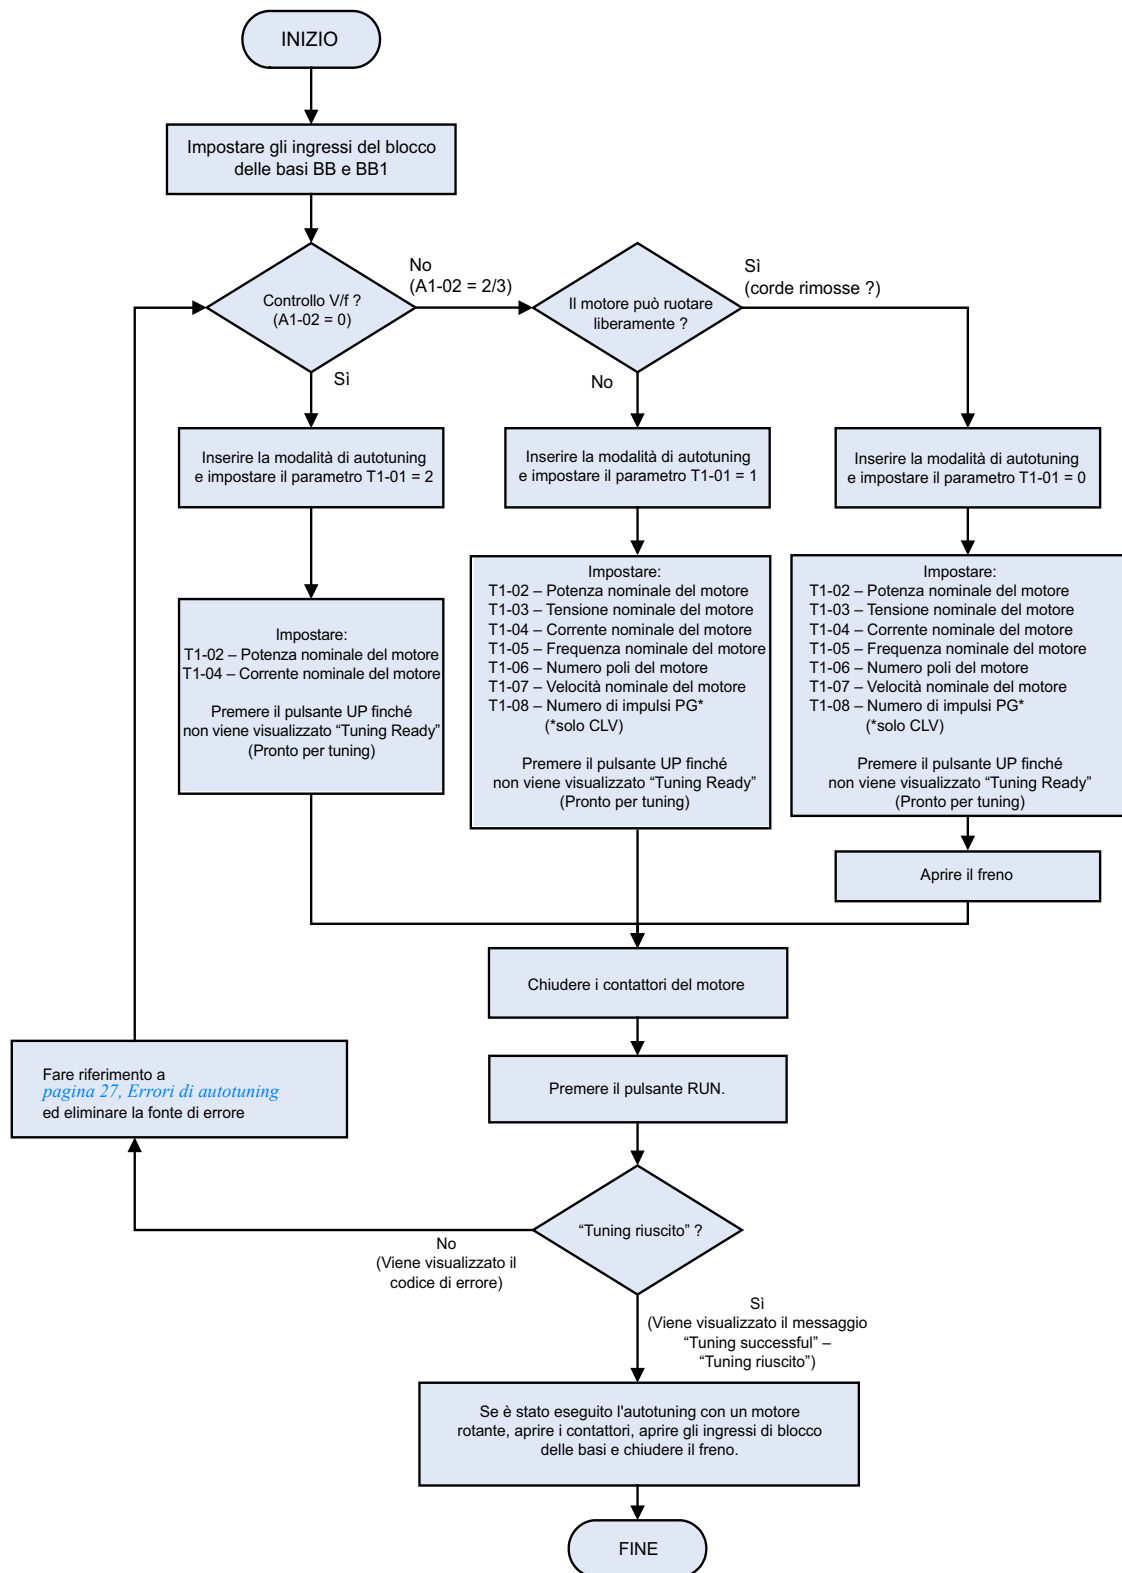 INIZIO
Impostare gli ingressi del blocco
delle basi BB e BB1
Controllo V/f ?
(A1-02 = 0)
No
(A1-02 = 2/3)
Il motore può ruotare
liberamente ?
Sì
(corde rimosse ?)
Sì
No
Inserire la modalità di autotuning
e impostare il parametro T1-01 = 2
Inserire la modalità di autotuning
e impostare il parametro T1-01 = 1
Inserire la modalità di autotuning
e impostare il parametro T1-01 = 0
Impostare:
T1-02 – Potenza nominale del motore
T1-04 – Corrente nominale del motore
Premere il pulsante UP finché
non viene visualizzato “Tuning Ready”
(Pronto per tuning)
Impostare:
T1-02 – Potenza nominale del motore
T1-03 – Tensione nominale del motore
T1-04 – Corrente nominale del motore
T1-05 – Frequenza nominale del motore
T1-06 – Numero poli del motore
T1-07 – Velocità nominale del motore
T1-08 – Numero di impulsi PG*
(*solo CLV)
Premere il pulsante UP finché
non viene visualizzato “Tuning Ready”
(Pronto per tuning)
Impostare:
T1-02 – Potenza nominale del motore
T1-03 – Tensione nominale del motore
T1-04 – Corrente nominale del motore
T1-05 – Frequenza nominale del motore
T1-06 – Numero poli del motore
T1-07 – Velocità nominale del motore
T1-08 – Numero di impulsi PG*
(*solo CLV)
Premere il pulsante UP finché
non viene visualizzato “Tuning Ready”
(Pronto per tuning)
Aprire il freno
Chiudere i contattori del motore
Premere il pulsante RUN.
Fare riferimento a
pagina 27, Errori di autotuning
ed eliminare la fonte di errore
“Tuning riuscito” ?
No
(Viene visualizzato il
codice di errore)
Sì
(Viene visualizzato il messaggio
“Tuning successful” –
“Tuning riuscito”)
Se è stato eseguito l'autotuning con un motore
rotante, aprire i contattori, aprire gli ingressi di blocco
delle basi e chiudere il freno.
FINE